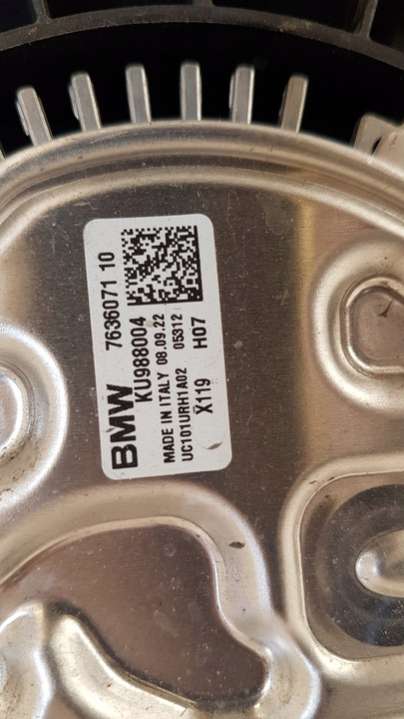 BMW 7636071 10
KU988004
MADE IN ITALY 08.09.22
UC101URH1A02 05312
X119 H07